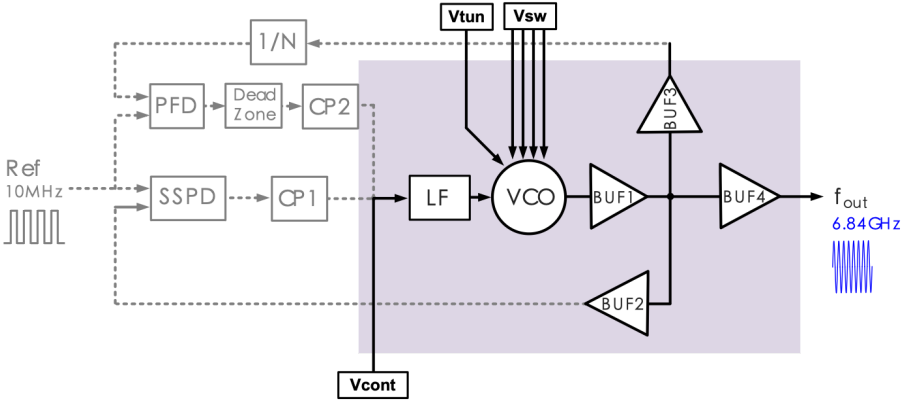 Vtun
Vsw
1/N
PFD
Dead
Zone
CP2
BUF3
Ref
10MHz
SSPD
CP1
LF
VCO
BUF1
BUF4
fout
6.84GHz
BUF2
Vcont